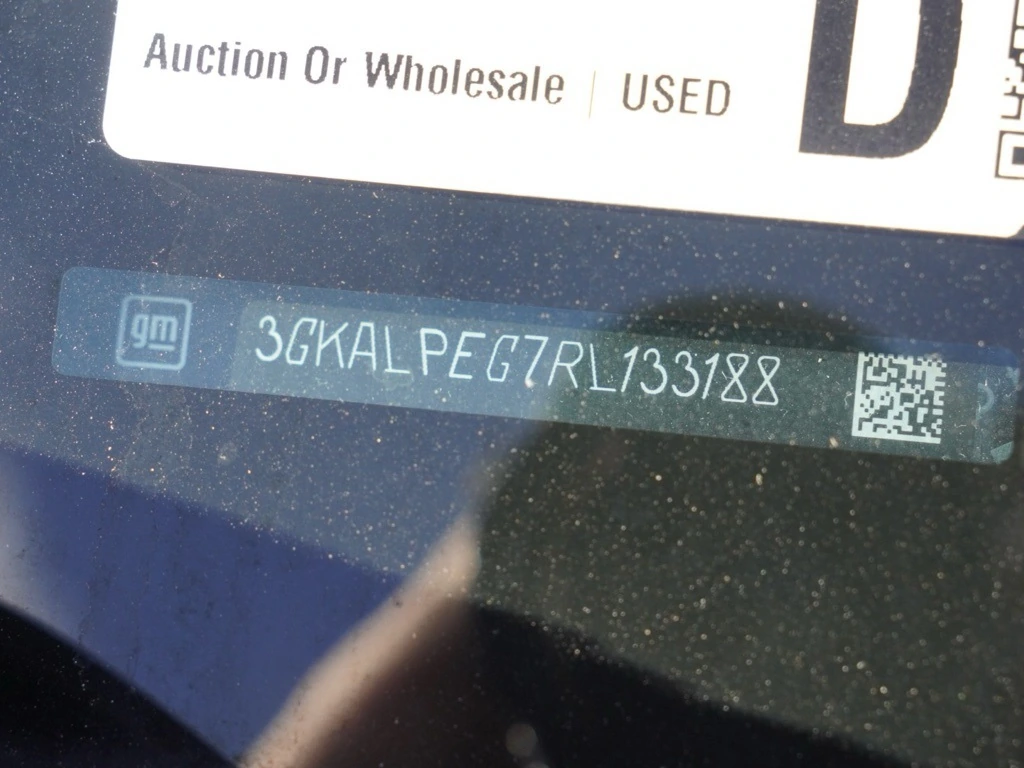 Auction Or Wholesale | USED D
gm 3GKALPEG7RL133188